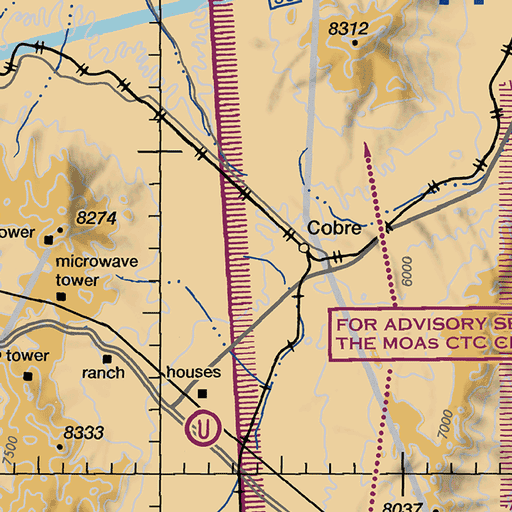 8312
8274
ower
Cobre
microwave
tower
6000
FOR ADVISORY SE
THE MOAs CTC C
tower
ranch
houses
U
8333
7500
7000
8037